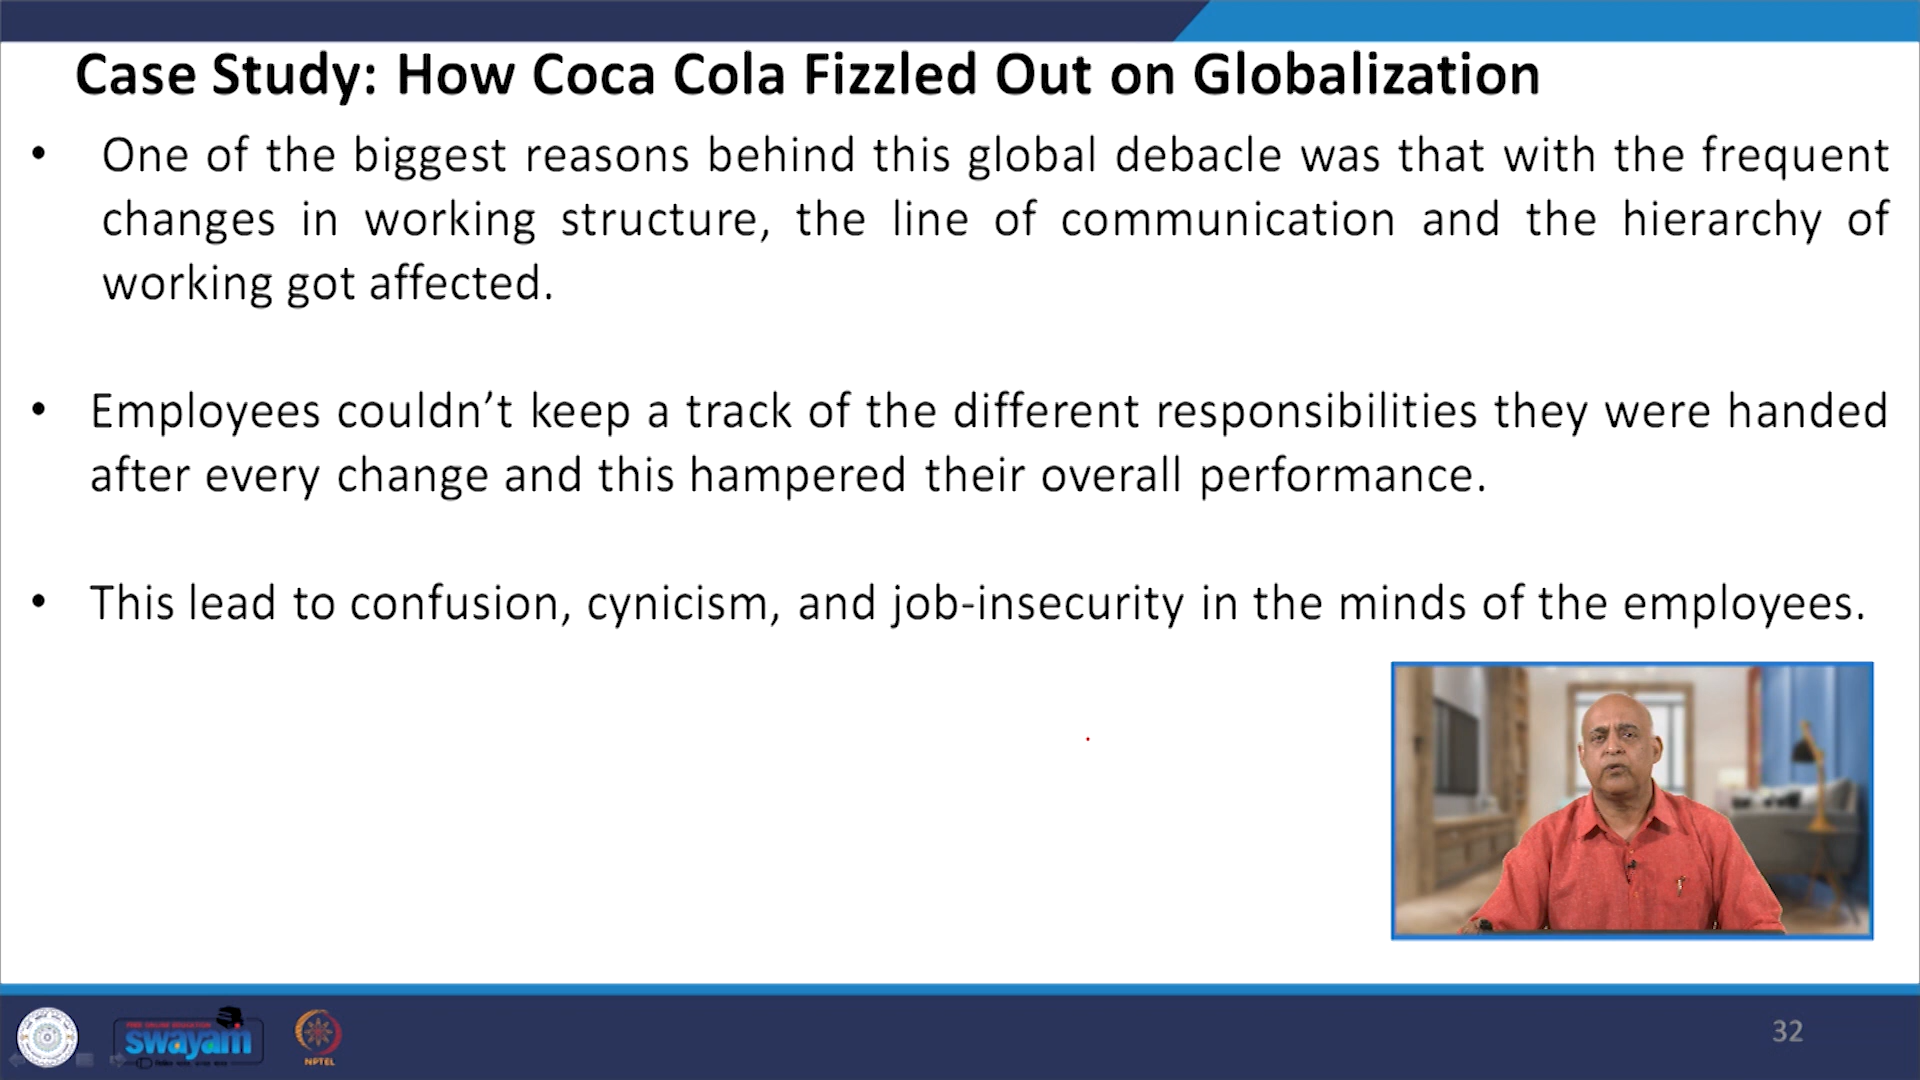 Case Study: How Coca Cola Fizzled Out on Globalization
• One of the biggest reasons behind this global debacle was that with the frequent
changes in working structure, the line of communication and the hierarchy of
working got affected.
• Employees couldn’t keep a track of the different responsibilities they were handed
after every change and this hampered their overall performance.
• This lead to confusion, cynicism, and job-insecurity in the minds of the employees.
FREE ONLINE EDUCATION
swayam
NPTEL
32